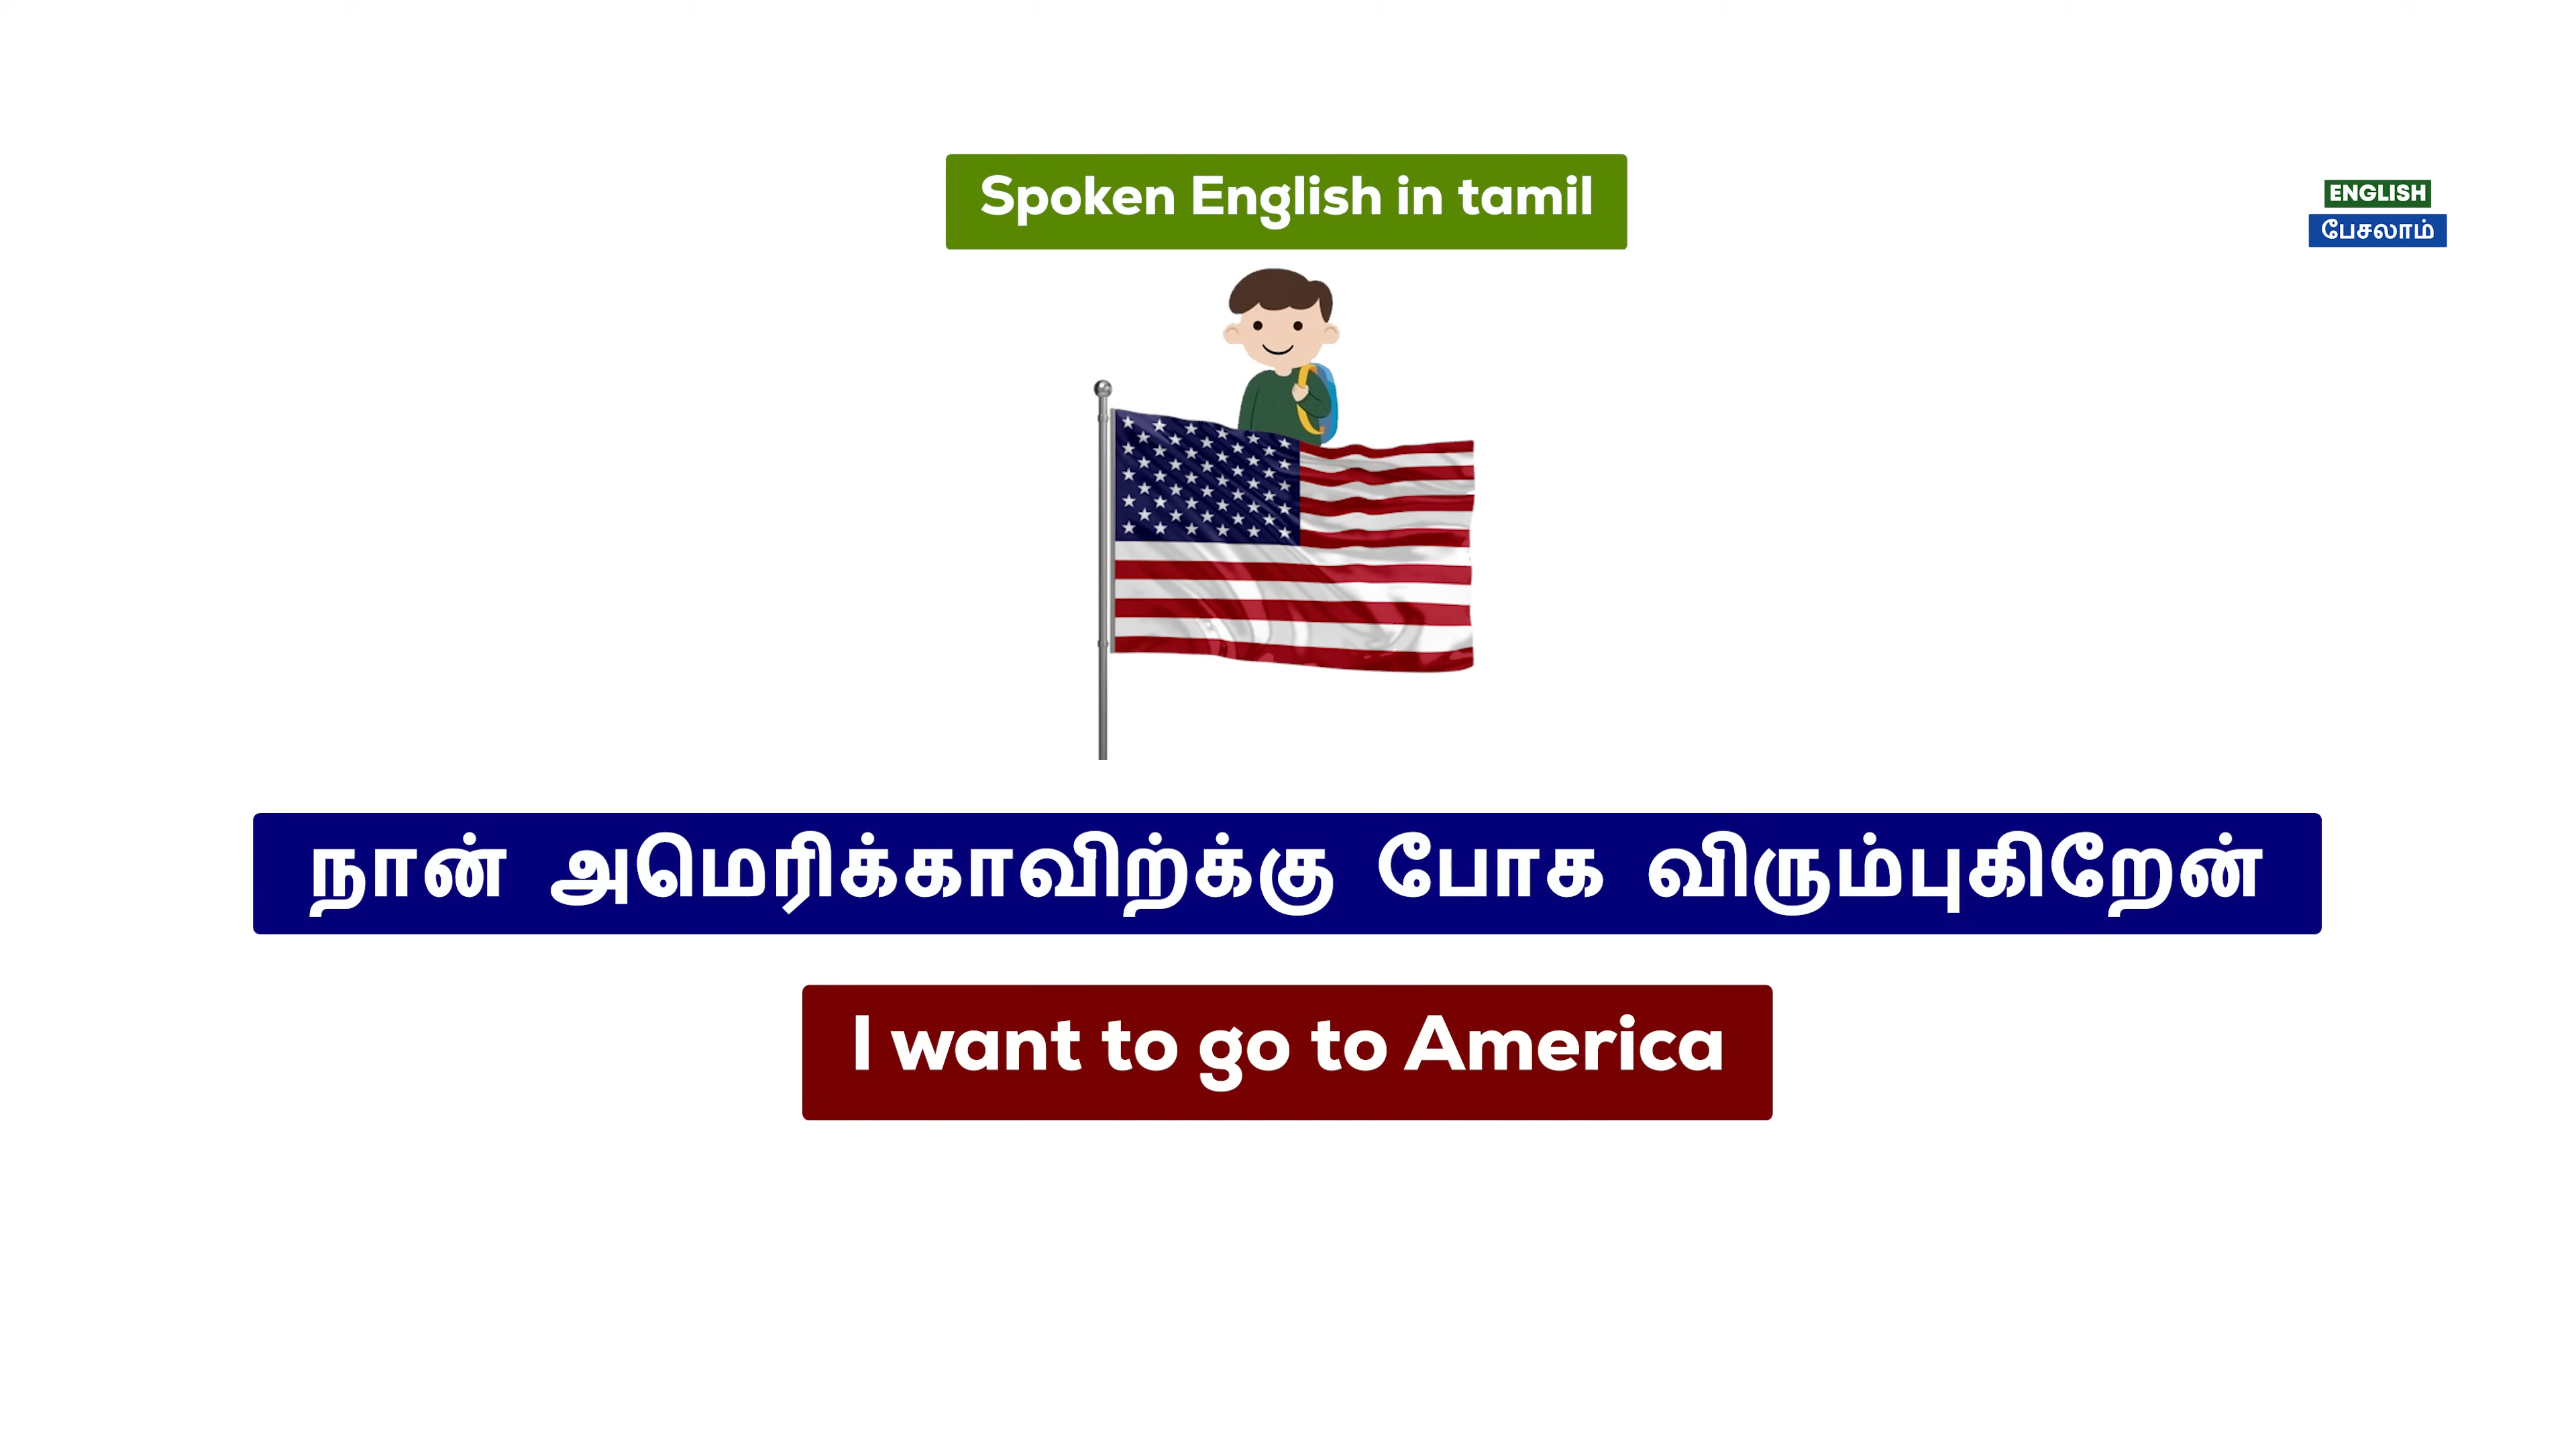 Spoken English in tamil
ENGLISH
பேசலாம்
நான் அமெரிக்காவிற்க்கு போக விரும்புகிறேன்
I want to go to America